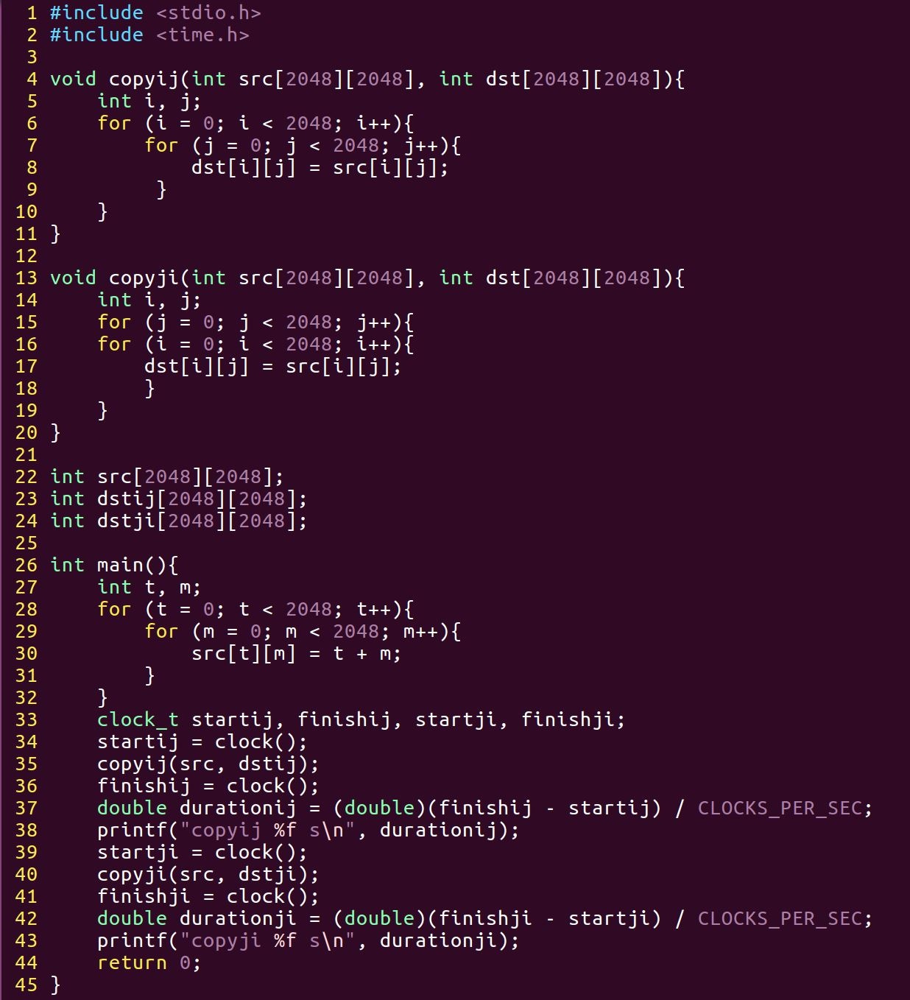 1 #include <stdio.h>
2 #include <time.h>
3
4 void copyij(int src[2048][2048], int dst[2048][2048]){
5     int i, j;
6     for (i = 0; i < 2048; i++){
7         for (j = 0; j < 2048; j++){
8             dst[i][j] = src[i][j];
9          }
10     }
11 }
12
13 void copyji(int src[2048][2048], int dst[2048][2048]){
14     int i, j;
15     for (j = 0; j < 2048; j++){
16     for (i = 0; i < 2048; i++){
17         dst[i][j] = src[i][j];
18         }
19     }
20 }
21
22 int src[2048][2048];
23 int dstij[2048][2048];
24 int dstji[2048][2048];
25
26 int main(){
27     int t, m;
28     for (t = 0; t < 2048; t++){
29         for (m = 0; m < 2048; m++){
30             src[t][m] = t + m;
31         }
32     }
33     clock_t startij, finishij, startji, finishji;
34     startij = clock();
35     copyij(src, dstij);
36     finishij = clock();
37     double durationij = (double)(finishij - startij) / CLOCKS_PER_SEC;
38     printf("copyij %f s\n", durationij);
39     startji = clock();
40     copyji(src, dstji);
41     finishji = clock();
42     double durationji = (double)(finishji - startji) / CLOCKS_PER_SEC;
43     printf("copyji %f s\n", durationji);
44     return 0;
45 }